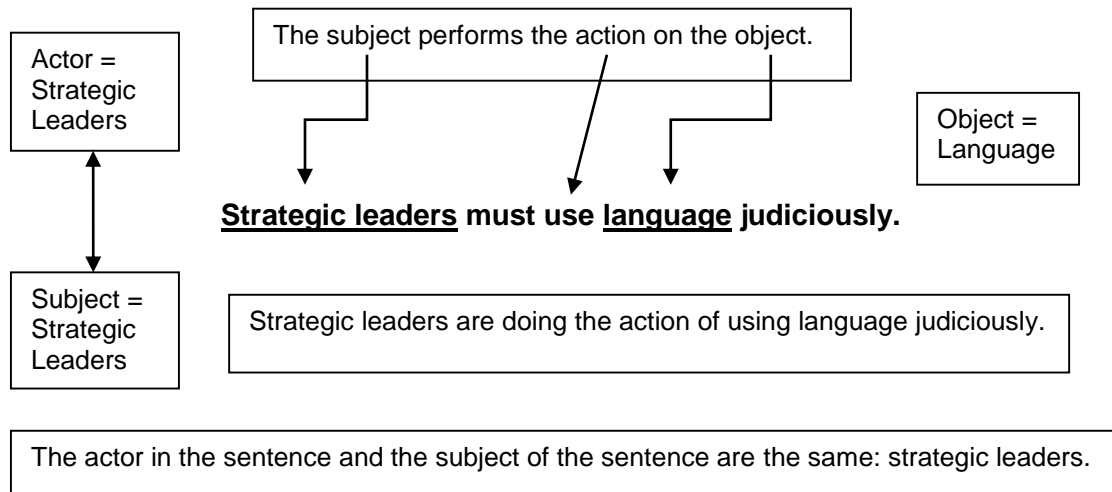 The subject performs the action on the object.
Actor =
Strategic
Leaders
Object =
Language
Strategic leaders must use language judiciously.
Subject =
Strategic
Leaders
Strategic leaders are doing the action of using language judiciously.
The actor in the sentence and the subject of the sentence are the same: strategic leaders.